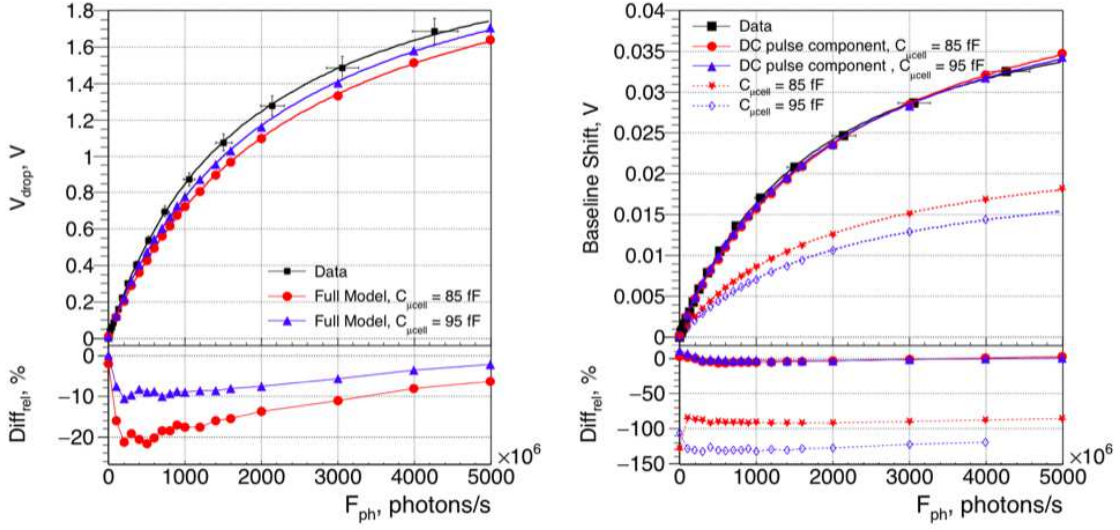 1.8
1.6
1.4
1.2
1
0.8
0.6
0.4
0.2
0
V_drop, V
Data
Full Model, C_μcell = 85 fF
Full Model, C_μcell = 95 fF
0
−10
−20
Diff_rel, %
0 1000 2000 3000 4000 5000
×10^6
F_ph, photons/s
0.04
0.035
0.03
0.025
0.02
0.015
0.01
0.005
0
Baseline Shift, V
Data
DC pulse component, C_μcell = 85 fF
DC pulse component , C_μcell = 95 fF
C_μcell = 85 fF
C_μcell = 95 fF
0
−50
−100
−150
Diff_rel, %
0 1000 2000 3000 4000 5000
×10^6
F_ph, photons/s